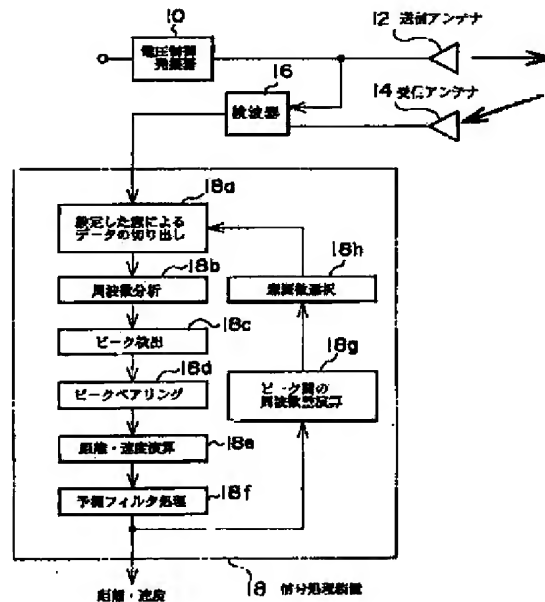 10
電圧制御
発振器
12 送信アンテナ
16
検波器
14 受信アンテナ
18a
設定した窓による
データの切り出し
18b
周波数分析
18h
窓関数選択
18c
ピーク検出
18d
ピークペアリング
18g
ピーク間の
周波数差演算
18e
距離・速度演算
18f
予測フィルタ処理
18 信号処理装置
距離・速度